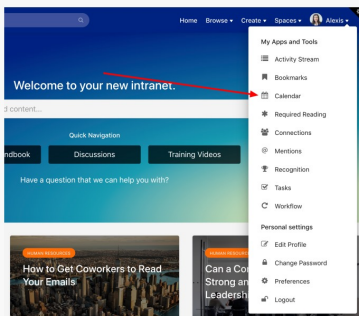 Home Browse Create Spaces Alexis
My Apps and Tools
Activity Stream
Bookmarks
Calendar
Required Reading
Connections
Mentions
Recognition
Tasks
Workflow
Personal settings
Edit Profile
Change Password
Preferences
Logout
Welcome to your new intranet.
d content...
Quick Navigation
ndbook Discussions Training Videos
Have a question that we can help you with?
HUMAN RESOURCES
How to Get Coworkers to Read
Your Emails
HUMAN RESOURC
Can a Co
Strong an
Leadersh